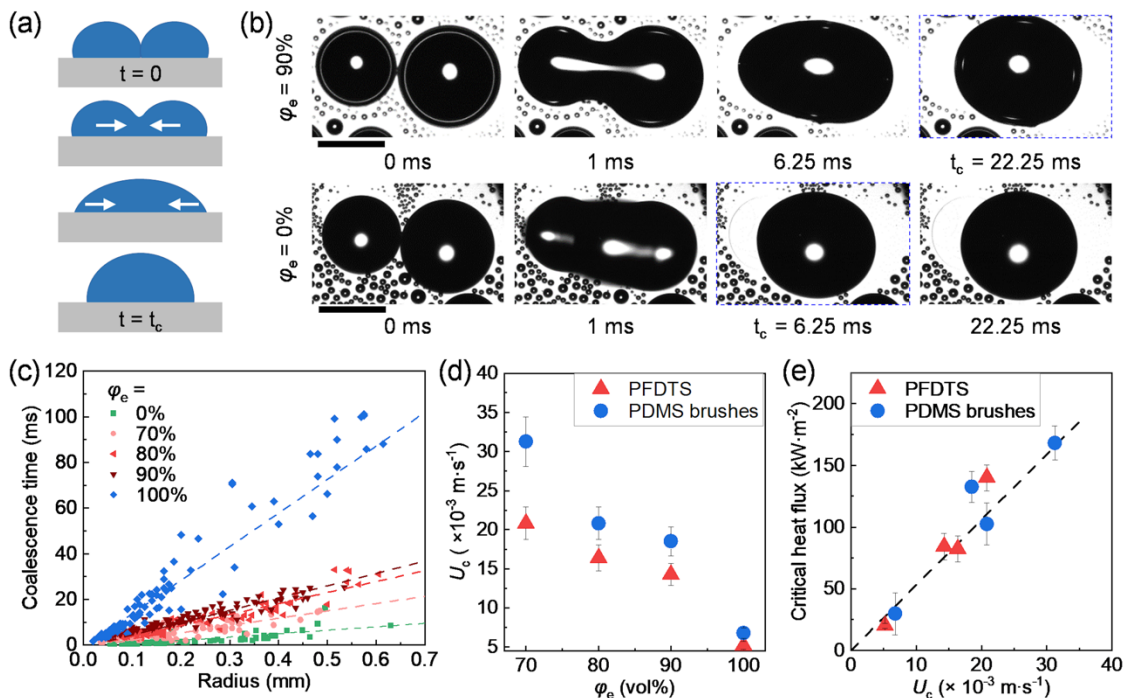 (a)
t = 0
t = t_c
(b)
φ_e = 90%
0 ms
1 ms
6.25 ms
t_c = 22.25 ms
φ_e = 0%
0 ms
1 ms
t_c = 6.25 ms
22.25 ms
(c)
Coalescence time (ms)
120
100
80
60
40
20
0
φ_e =
0%
70%
80%
90%
100%
0.0 0.1 0.2 0.3 0.4 0.5 0.6 0.7
Radius (mm)
(d)
U_c ( ×10⁻³ m·s⁻¹)
40
35
30
25
20
15
10
5
PFDTS
PDMS brushes
70 80 90 100
φ_e (vol%)
(e)
Critical heat flux (kW·m⁻²)
200
150
100
50
0
PFDTS
PDMS brushes
0 10 20 30 40
U_c (× 10⁻³ m·s⁻¹)